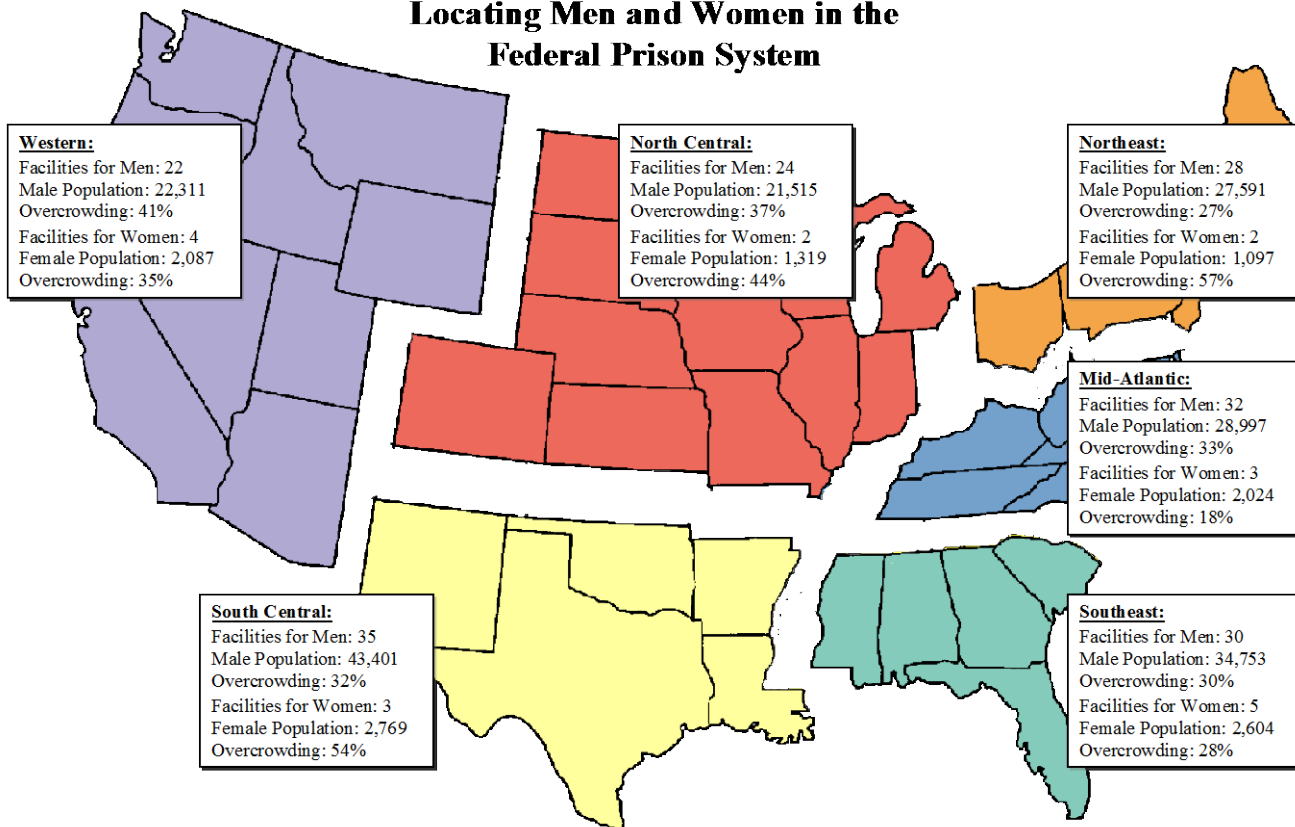 Locating Men and Women in the
Federal Prison System
Western:
Facilities for Men: 22
Male Population: 22,311
Overcrowding: 41%
Facilities for Women: 4
Female Population: 2,087
Overcrowding: 35%
North Central:
Facilities for Men: 24
Male Population: 21,515
Overcrowding: 37%
Facilities for Women: 2
Female Population: 1,319
Overcrowding: 44%
Northeast:
Facilities for Men: 28
Male Population: 27,591
Overcrowding: 27%
Facilities for Women: 2
Female Population: 1,097
Overcrowding: 57%
Mid-Atlantic:
Facilities for Men: 32
Male Population: 28,997
Overcrowding: 33%
Facilities for Women: 3
Female Population: 2,024
Overcrowding: 18%
South Central:
Facilities for Men: 35
Male Population: 43,401
Overcrowding: 32%
Facilities for Women: 3
Female Population: 2,769
Overcrowding: 54%
Southeast:
Facilities for Men: 30
Male Population: 34,753
Overcrowding: 30%
Facilities for Women: 5
Female Population: 2,604
Overcrowding: 28%